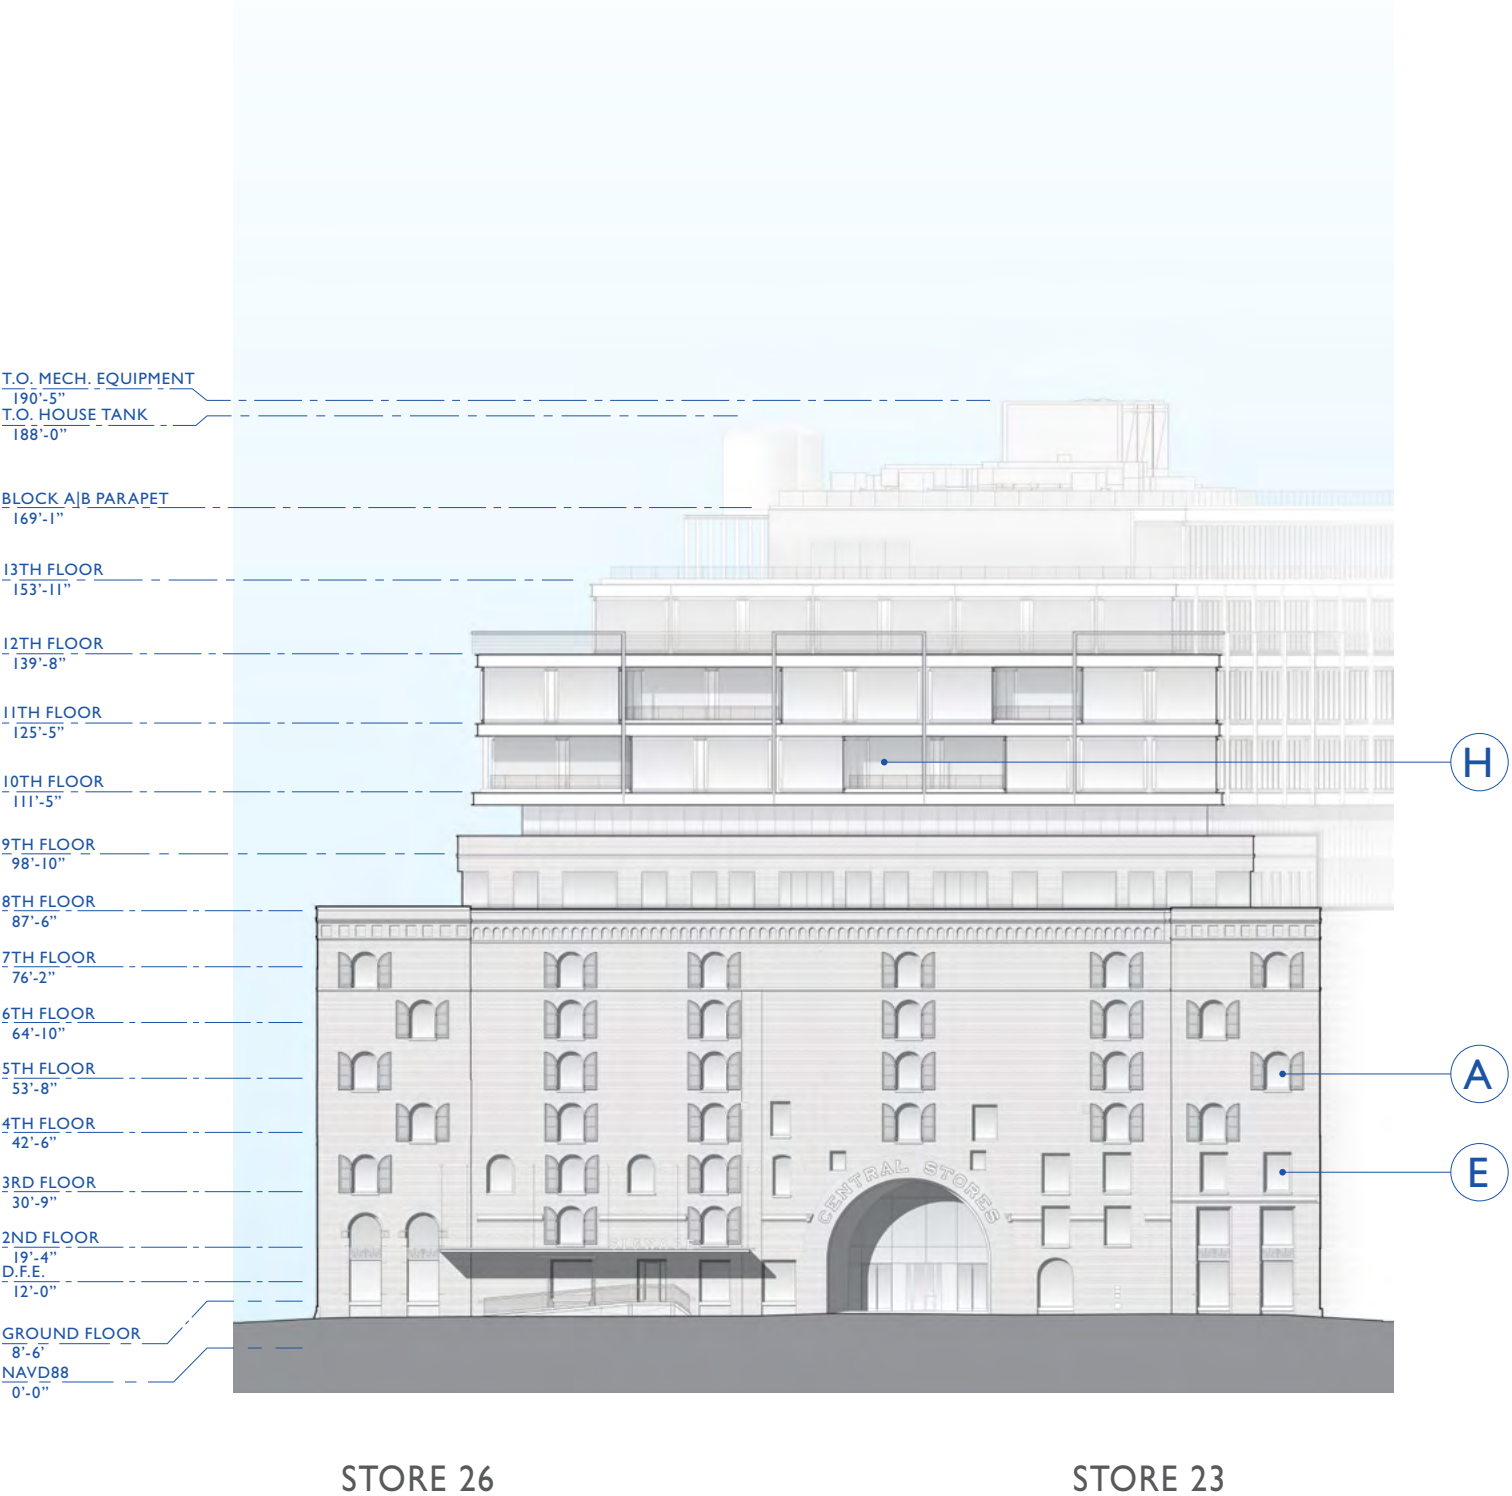 T.O. MECH. EQUIPMENT
190'-5"
T.O. HOUSE TANK
188'-0"
BLOCK A|B PARAPET
169'-1"
13TH FLOOR
153'-11"
12TH FLOOR
139'-8"
11TH FLOOR
125'-5"
10TH FLOOR
111'-5"
9TH FLOOR
98'-10"
8TH FLOOR
87'-6"
7TH FLOOR
76'-2"
6TH FLOOR
64'-10"
5TH FLOOR
53'-8"
4TH FLOOR
42'-6"
3RD FLOOR
30'-9"
2ND FLOOR
19'-4"
D.F.E.
12'-0"
GROUND FLOOR
8'-6'
NAVD88
0'-0"
H
A
E
CENTRAL STORES
STORE 26
STORE 23